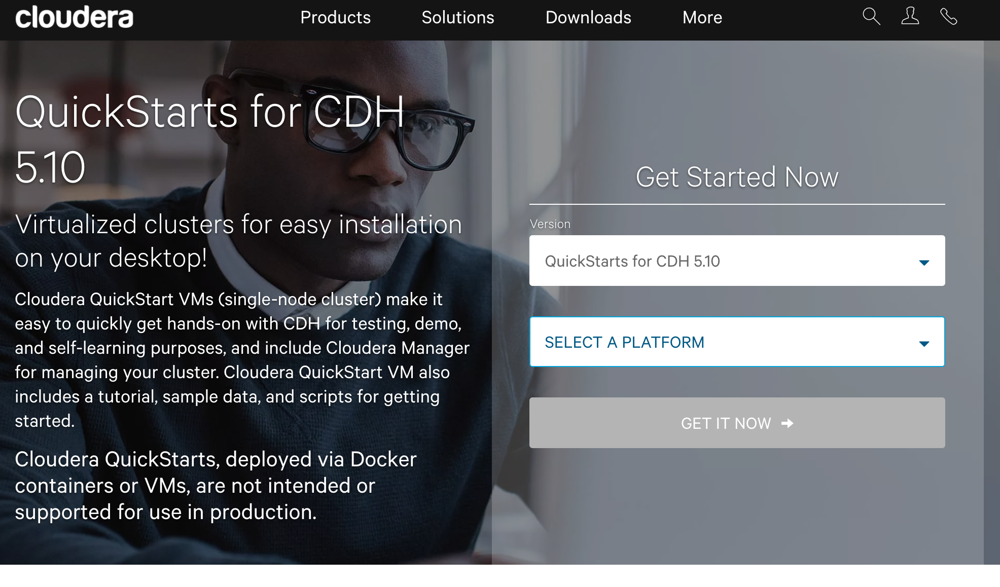 cloudera
Products
Solutions
Downloads
More
QuickStarts for CDH
5.10
Virtualized clusters for easy installation
on your desktop!
Cloudera QuickStart VMs (single-node cluster) make it
easy to quickly get hands-on with CDH for testing, demo,
and self-learning purposes, and include Cloudera Manager
for managing your cluster. Cloudera QuickStart VM also
includes a tutorial, sample data, and scripts for getting
started.
Cloudera QuickStarts, deployed via Docker
containers or VMs, are not intended or
supported for use in production.
Get Started Now
Version
QuickStarts for CDH 5.10
SELECT A PLATFORM
GET IT NOW